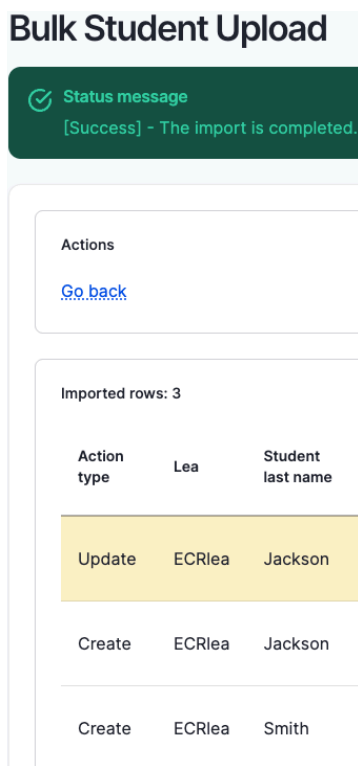 Bulk Student Upload
Status message
[Success] - The import is completed.
Actions
Go back
Imported rows: 3
Action type Lea Student last name
Update ECRlea Jackson
Create ECRlea Jackson
Create ECRlea Smith